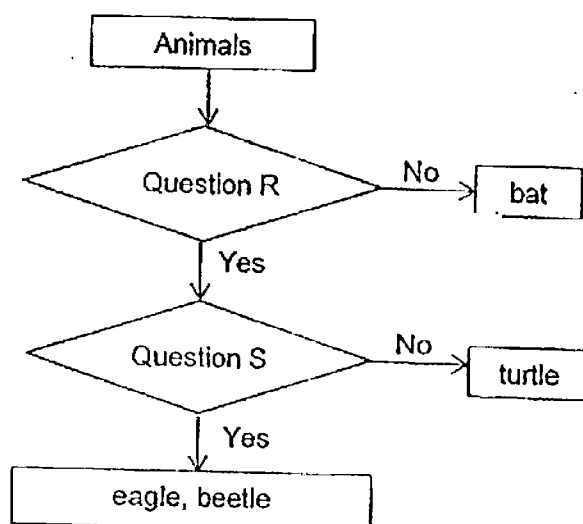 Animals
Question R
No
bat
Yes
Question S
No
turtle
Yes
eagle, beetle